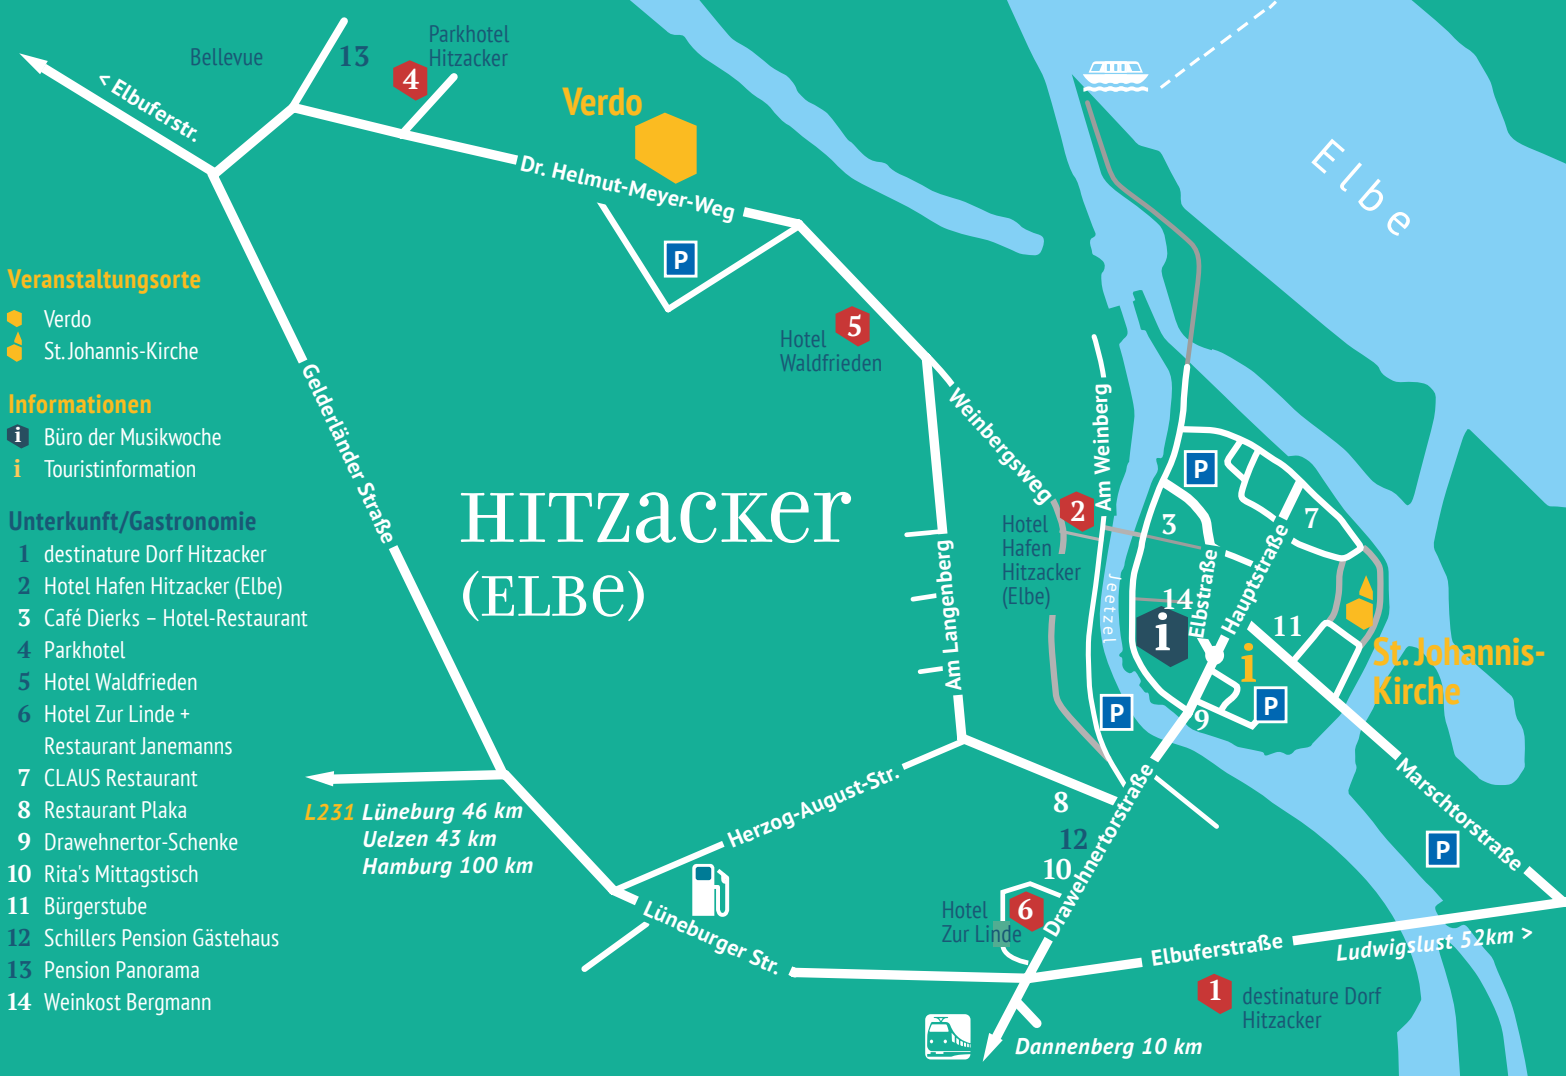 Bellevue
13
Parkhotel
Hitzacker
4
< Elbuferstr.
Verdo
Dr. Helmut-Meyer-Weg
P
Elbe
Hotel
Waldfrieden
5
Veranstaltungsorte
Verdo
St. Johannis-Kirche
Informationen
i Büro der Musikwoche
i Touristinformation
Unterkunft/Gastronomie
1 destinature Dorf Hitzacker
2 Hotel Hafen Hitzacker (Elbe)
3 Café Dierks – Hotel-Restaurant
4 Parkhotel
5 Hotel Waldfrieden
6 Hotel Zur Linde +
Restaurant Janemanns
7 CLAUS Restaurant
8 Restaurant Plaka
9 Drawehnertor-Schenke
10 Rita's Mittagstisch
11 Bürgerstube
12 Schillers Pension Gästehaus
13 Pension Panorama
14 Weinkost Bergmann
Gelderländer Straße
HITZacKer
(ELBe)
Weinbergsweg
Am Weinberg
2
Hotel
Hafen
Hitzacker
(Elbe)
Jeetzel
Am Langenberg
P
3
7
Elbstraße
Hauptstraße
14
i
i
11
St. Johannis-
Kirche
P
9
P
L231 Lüneburg 46 km
Uelzen 43 km
Hamburg 100 km
Herzog-August-Str.
8
12
10
Drawehnertorstraße
Marschtorstraße
P
Hotel
Zur Linde
6
Lüneburger Str.
Elbuferstraße
Ludwigslust 52km >
1
destinature Dorf
Hitzacker
Dannenberg 10 km